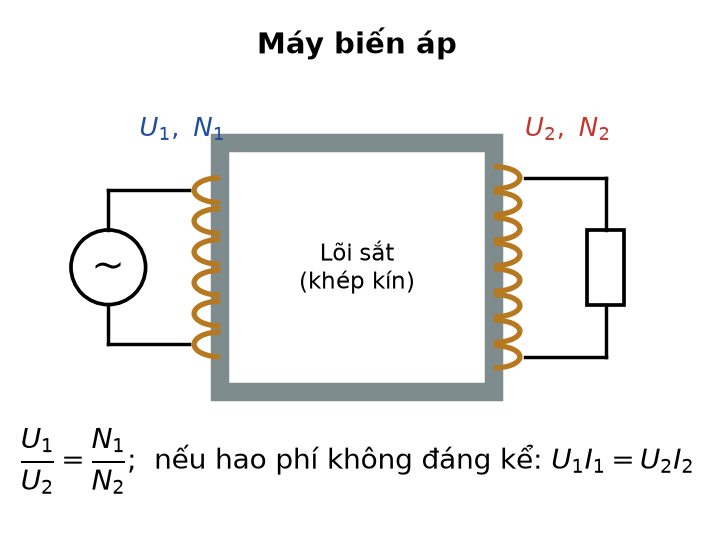 Máy biến áp
U₁, N₁
U₂, N₂
~
Lõi sắt
(khép kín)
U₁/U₂ = N₁/N₂; nếu hao phí không đáng kể: U₁I₁ = U₂I₂